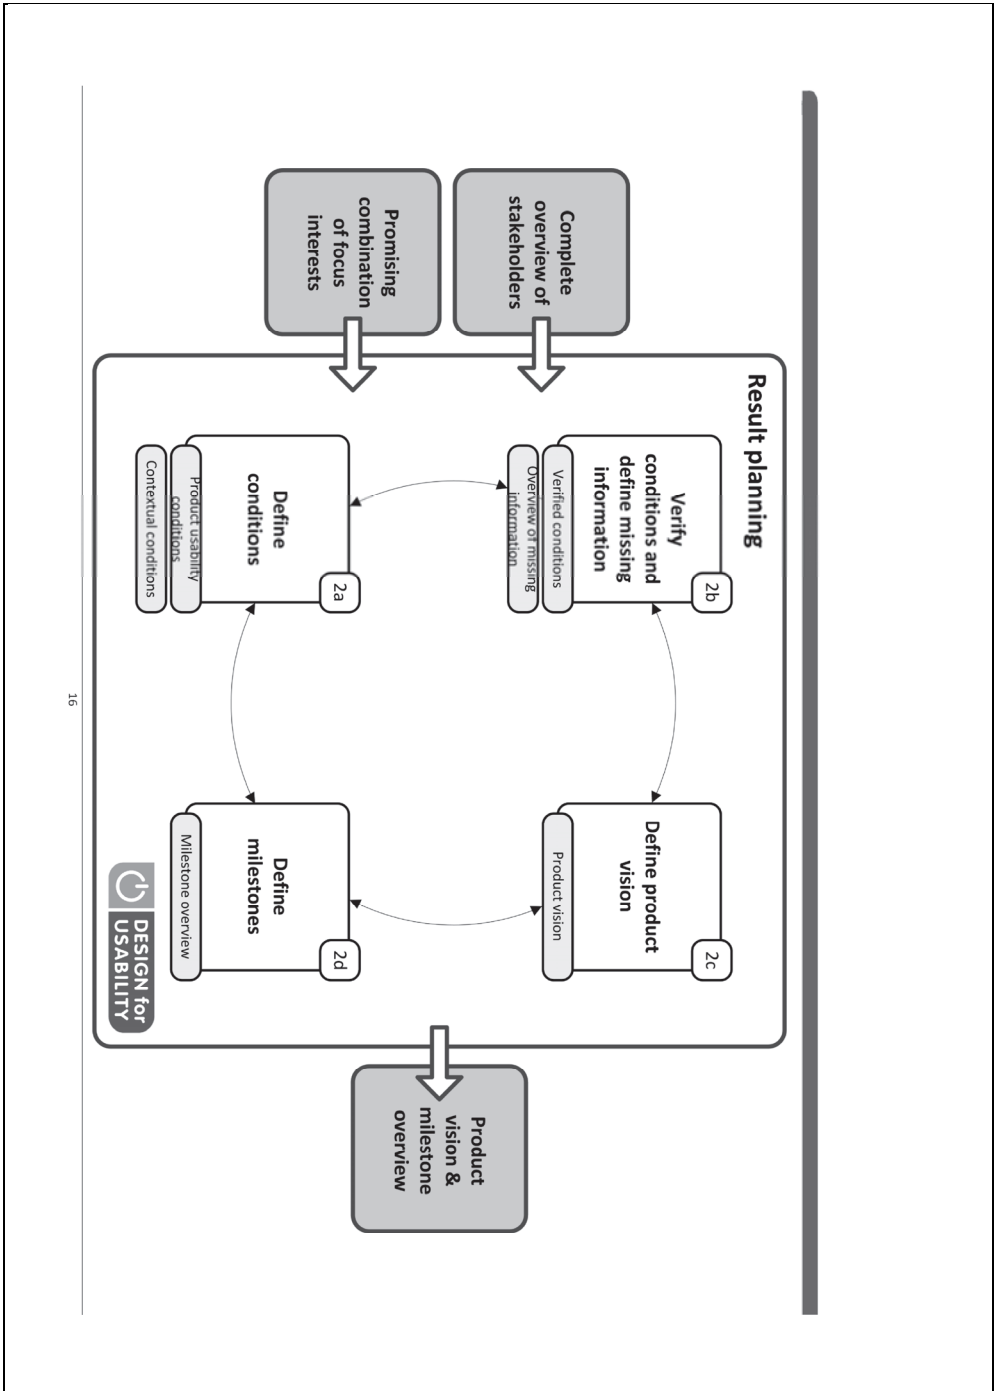 Result planning
Complete
overview of
stakeholders
Promising
combination
of focus
interests
2b
Verify
conditions and
define missing
information
Verified conditions
Overview of missing
information
2c
Define product
vision
Product vision
2a
Define
conditions
Product usability
conditions
Contextual conditions
2d
Define
milestones
Milestone overview
Product
vision &
milestone
overview
DESIGN for
USABILITY
16